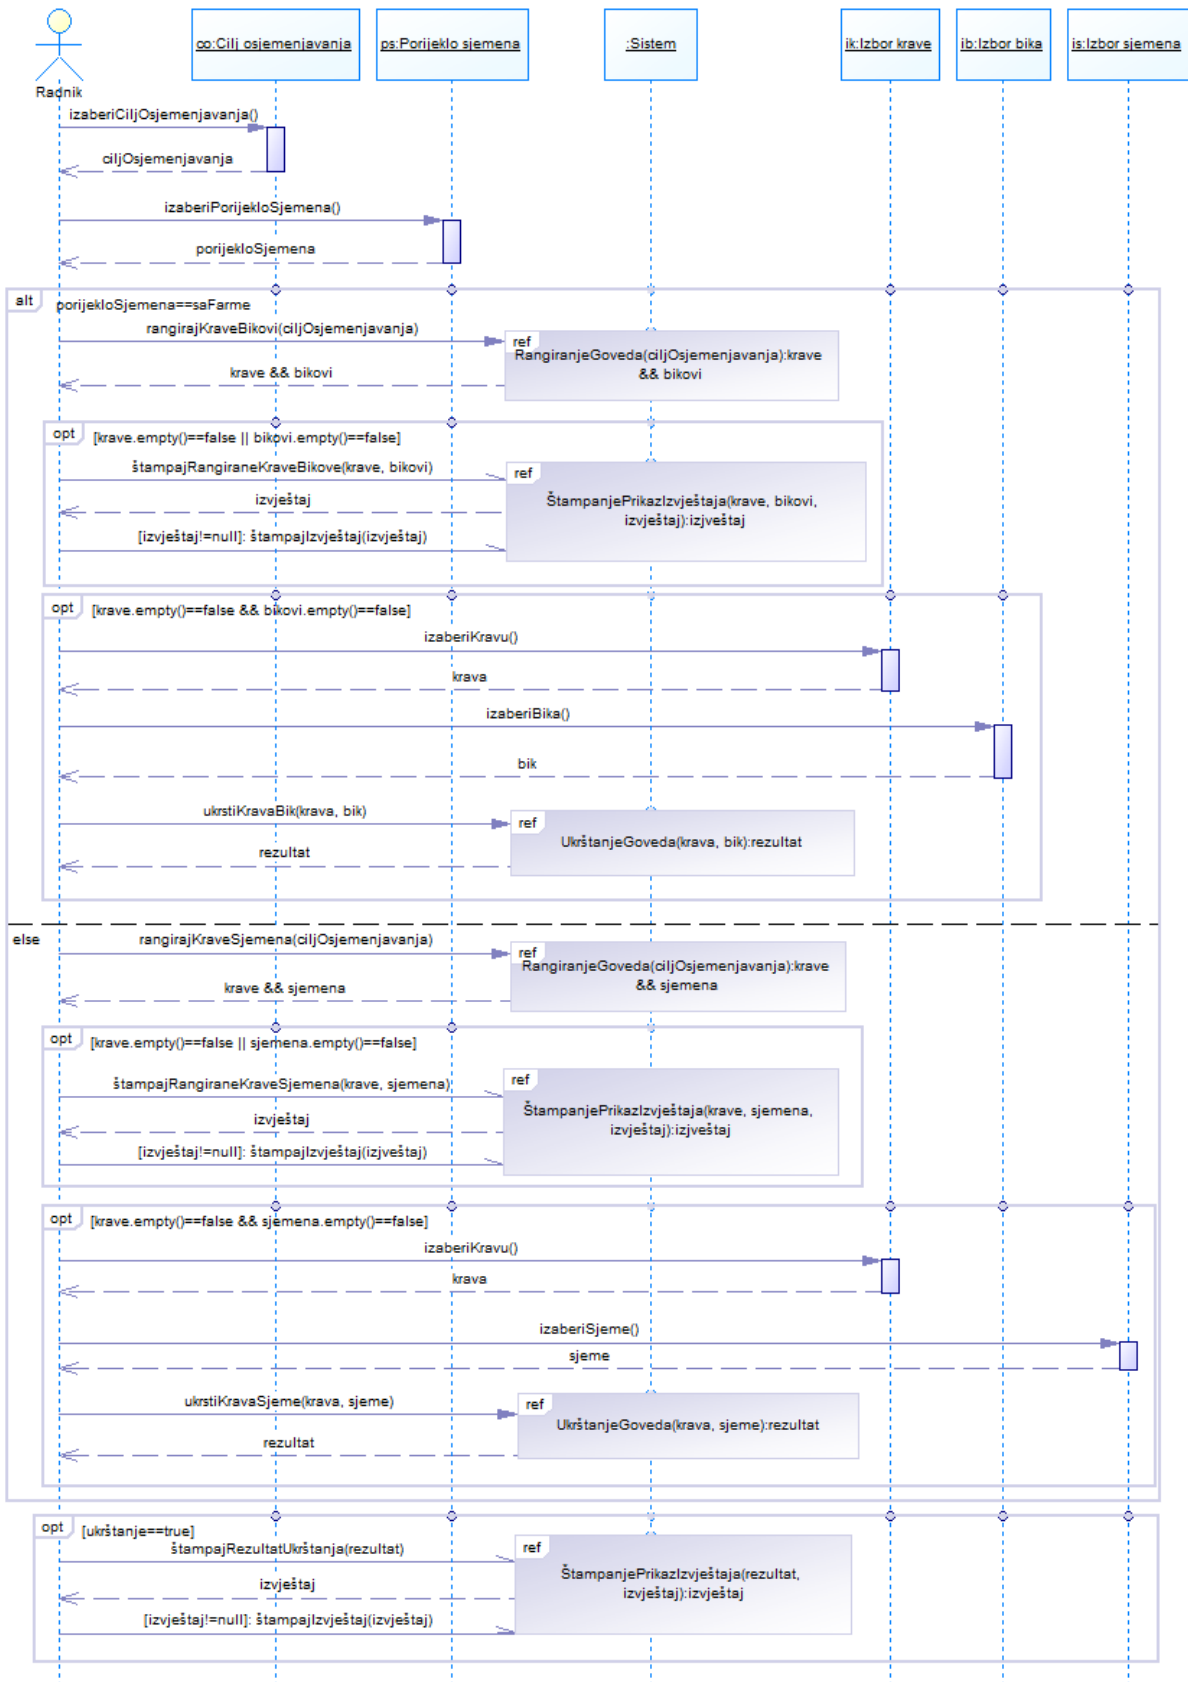 co:Cilj osjemenjavanja
ps:Porijeklo sjemena
:Sistem
ik:Izbor krave
ib:Izbor bika
is:Izbor sjemena
Radnik
izaberiCiljOsjemenjavanja()
ciljOsjemenjavanja
izaberiPorijekloSjemena()
porijekloSjemena
alt
porijekloSjemena==saFarme
rangirajKraveBikovi(ciljOsjemenjavanja)
ref
RangiranjeGoveda(ciljOsjemenjavanja):krave
&& bikovi
krave && bikovi
opt
[krave.empty()==false || bikovi.empty()==false]
štampajRangiraneKraveBikove(krave, bikovi)
ref
ŠtampanjePrikazIzvještaja(krave, bikovi,
izvještaj):izjveštaj
izvještaj
[izvještaj!=null]: štampajIzvještaj(izvještaj)
opt
[krave.empty()==false && bikovi.empty()==false]
izaberiKravu()
krava
izaberiBika()
bik
ukrstiKravaBik(krava, bik)
ref
UkrštanjeGoveda(krava, bik):rezultat
rezultat
else
rangirajKraveSjemena(ciljOsjemenjavanja)
ref
RangiranjeGoveda(ciljOsjemenjavanja):krave
&& sjemena
krave && sjemena
opt
[krave.empty()==false || sjemena.empty()==false]
štampajRangiraneKraveSjemena(krave, sjemena)
ref
ŠtampanjePrikazIzvještaja(krave, sjemena,
izvještaj):izjveštaj
izvještaj
[izvještaj!=null]: štampajIzvještaj(izjveštaj)
opt
[krave.empty()==false && sjemena.empty()==false]
izaberiKravu()
krava
izaberiSjeme()
sjeme
ukrstiKravaSjeme(krava, sjeme)
ref
UkrštanjeGoveda(krava, sjeme):rezultat
rezultat
opt
[ukrštanje==true]
štampajRezultatUkrštanja(rezultat)
ref
ŠtampanjePrikazIzvještaja(rezultat,
izvještaj):izvještaj
izvještaj
[izvještaj!=null]: štampajIzvještaj(izvještaj)